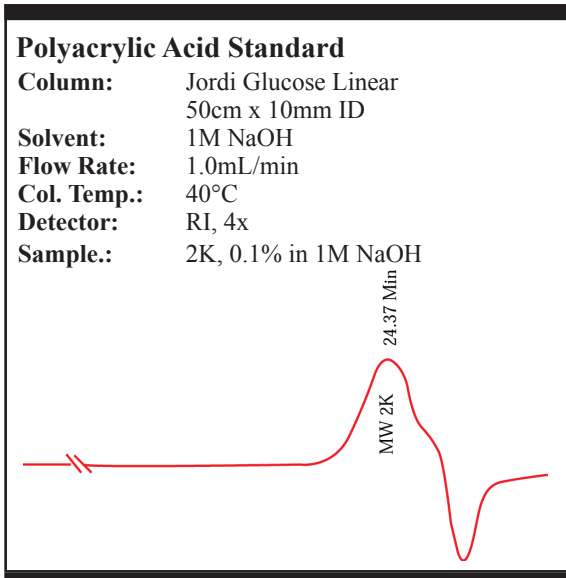 Polyacrylic Acid Standard
Column: Jordi Glucose Linear
50cm x 10mm ID
Solvent: 1M NaOH
Flow Rate: 1.0mL/min
Col. Temp.: 40°C
Detector: RI, 4x
Sample.: 2K, 0.1% in 1M NaOH
24.37 Min
MW 2K